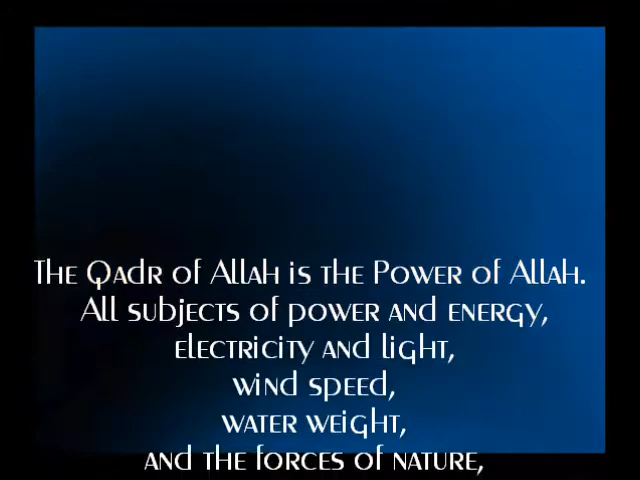 The Qadr of Allah is the Power of Allah.
All subjects of power and energy,
electricity and light,
wind speed,
water weight,
and the forces of nature,